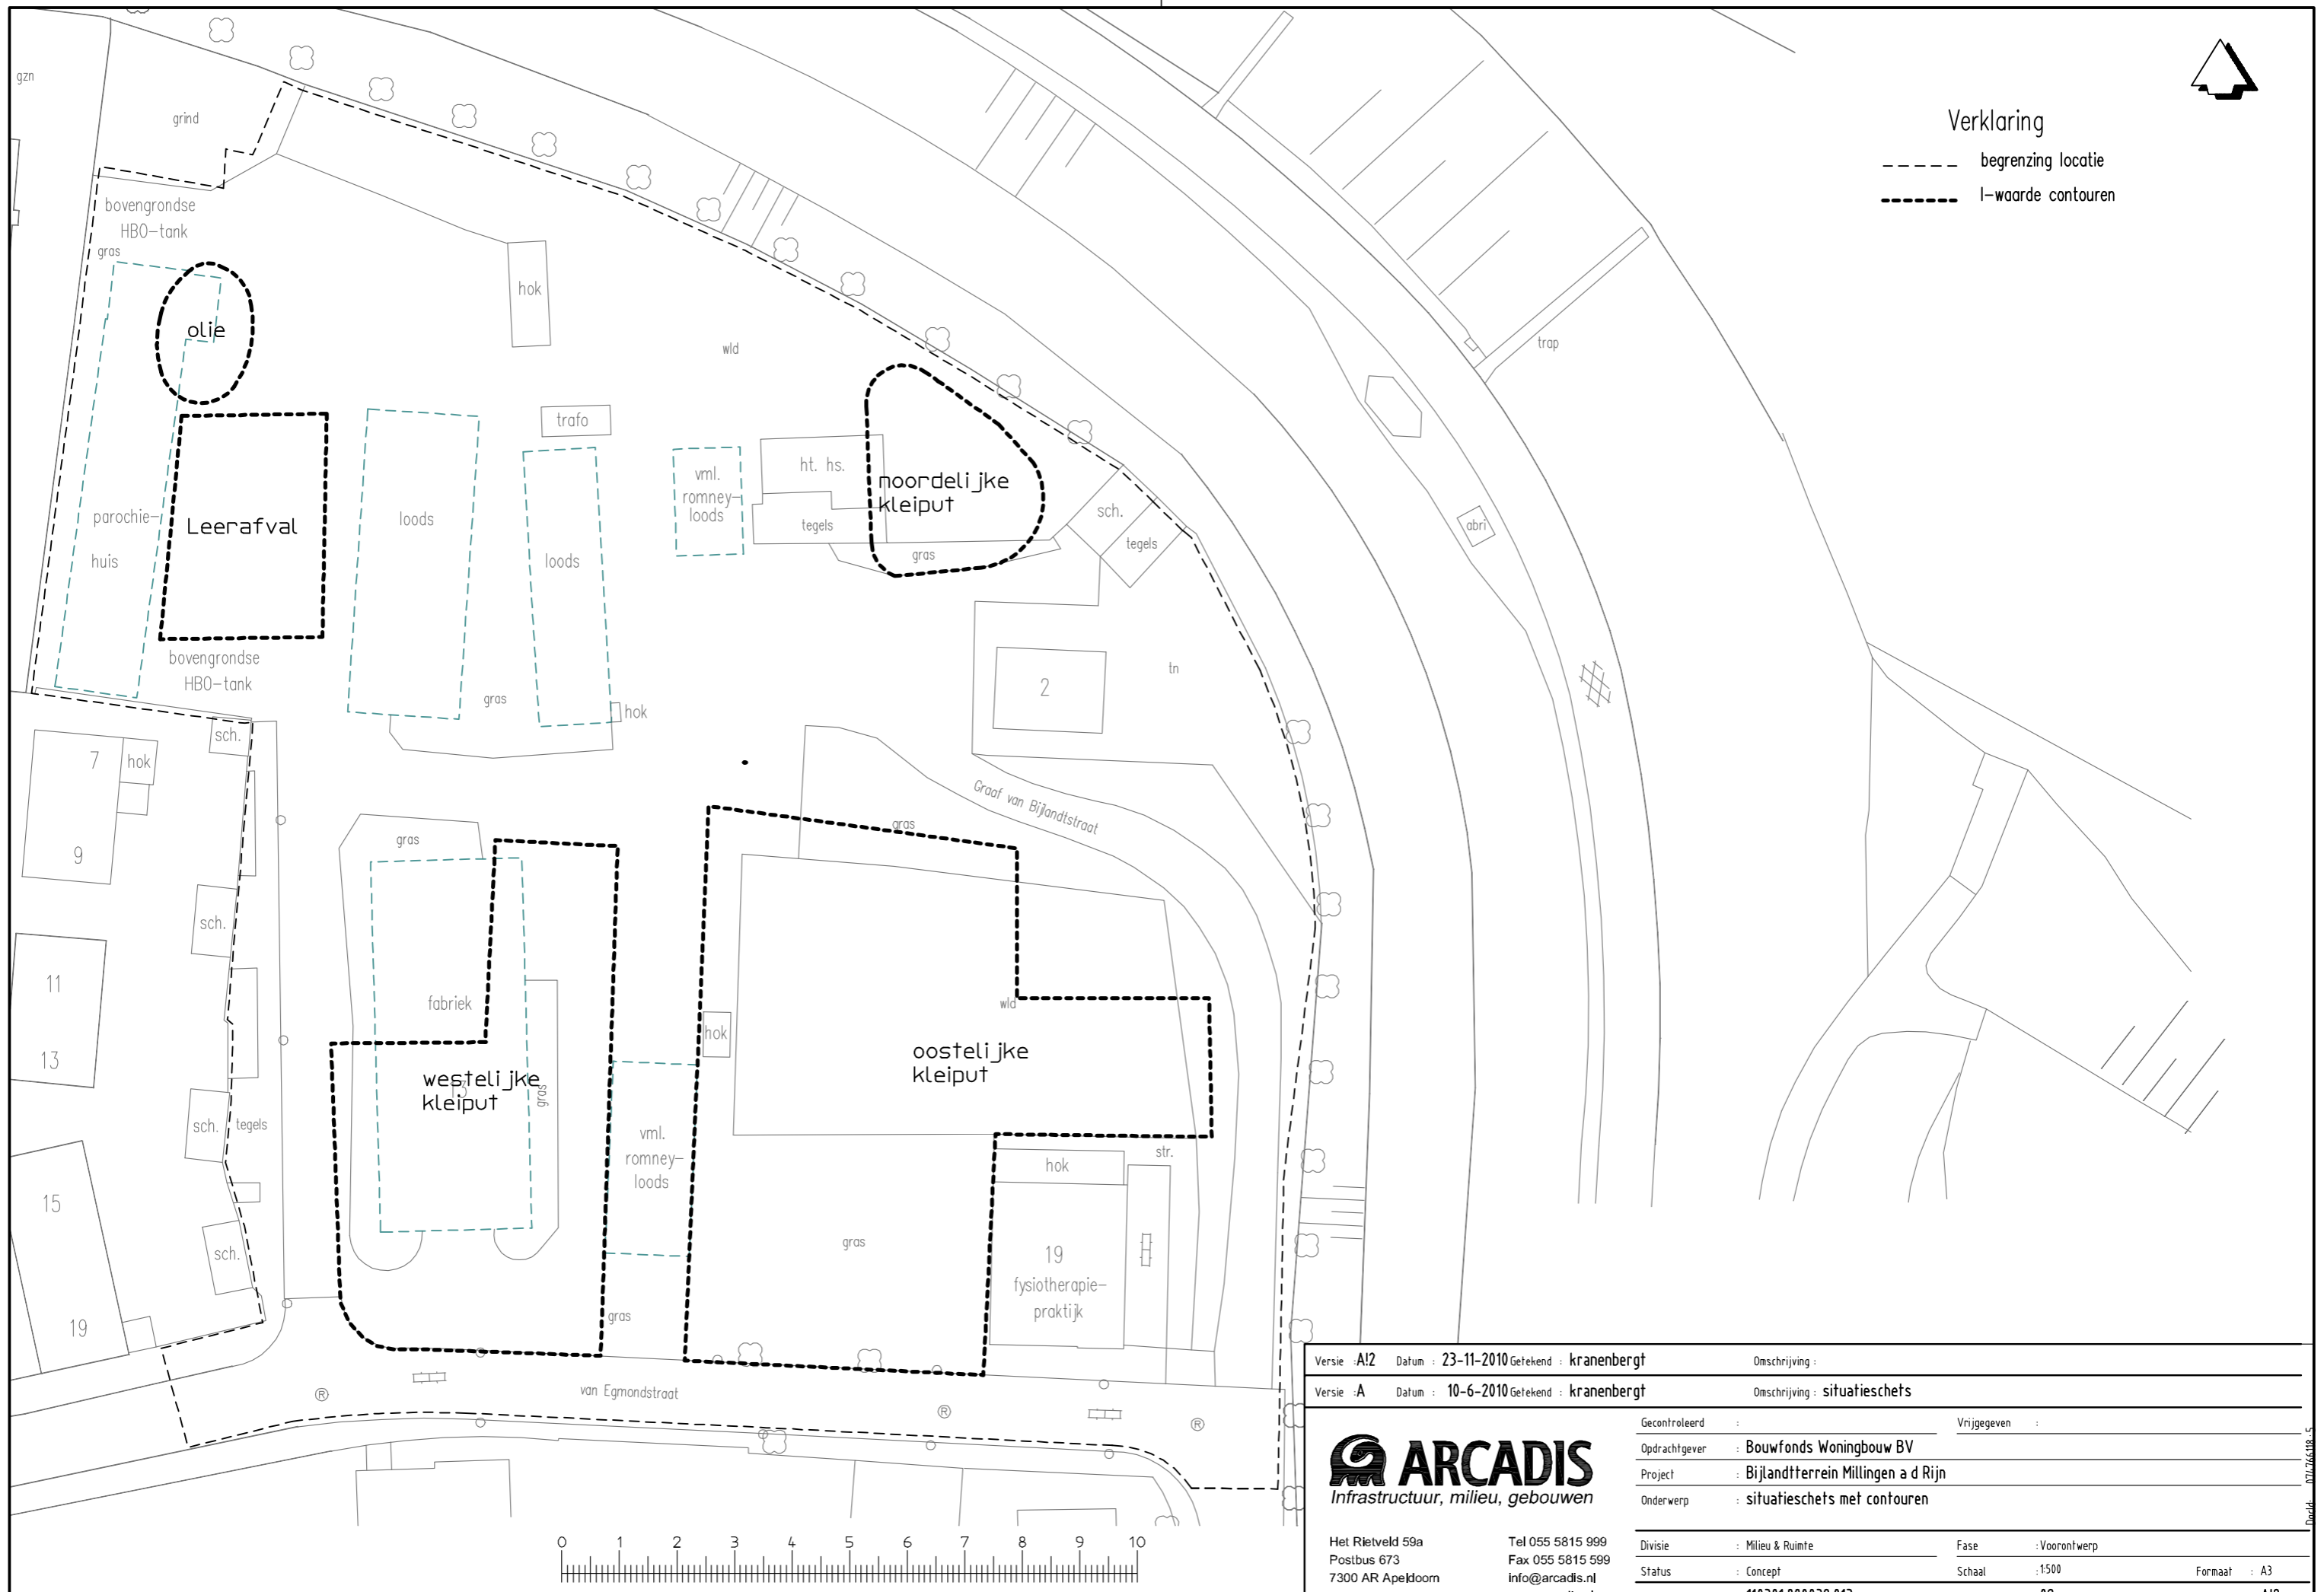 gzn
grind
Verklaring
begrenzing locatie
I-waarde contouren
bovengrondse
HBO-tank
gras
hok
olie
wld
trap
trafo
ht. hs.
vml.
romney-
loods
noordelijke
kleiput
parochie-
huis
Leerafval
loods
loods
tegels
gras
sch.
tegels
abri
bovengrondse
HBO-tank
gras
hok
2
tn
sch.
7
hok
9
Graaf van Bijlandtstraat
gras
gras
sch.
11
13
fabriek
wld
hok
oostelijke
kleiput
westelijke
kleiput
13
gras
sch.
tegels
vml.
romney-
loods
str.
hok
15
19
sch.
gras
19
fysiotherapie-
praktijk
gras
van Egmondstraat
R
R
R
0 1 2 3 4 5 6 7 8 9 10
Versie : A!2 Datum : 23-11-2010 Getekend : kranenbergt Omschrijving :
Versie : A Datum : 10-6-2010 Getekend : kranenbergt Omschrijving : situatieschets
ARCADIS
Infrastructuur, milieu, gebouwen
Het Rietveld 59a
Postbus 673
7300 AR Apeldoorn
Tel 055 5815 999
Fax 055 5815 599
info@arcadis.nl
Gecontroleerd : Vrijgegeven :
Opdrachtgever : Bouwfonds Woningbouw BV
Project : Bijlandtterrein Millingen a d Rijn
Onderwerp : situatieschets met contouren
Divisie : Milieu & Ruimte Fase : Voorontwerp
Status : Concept Schaal : 1:500 Formaat : A3